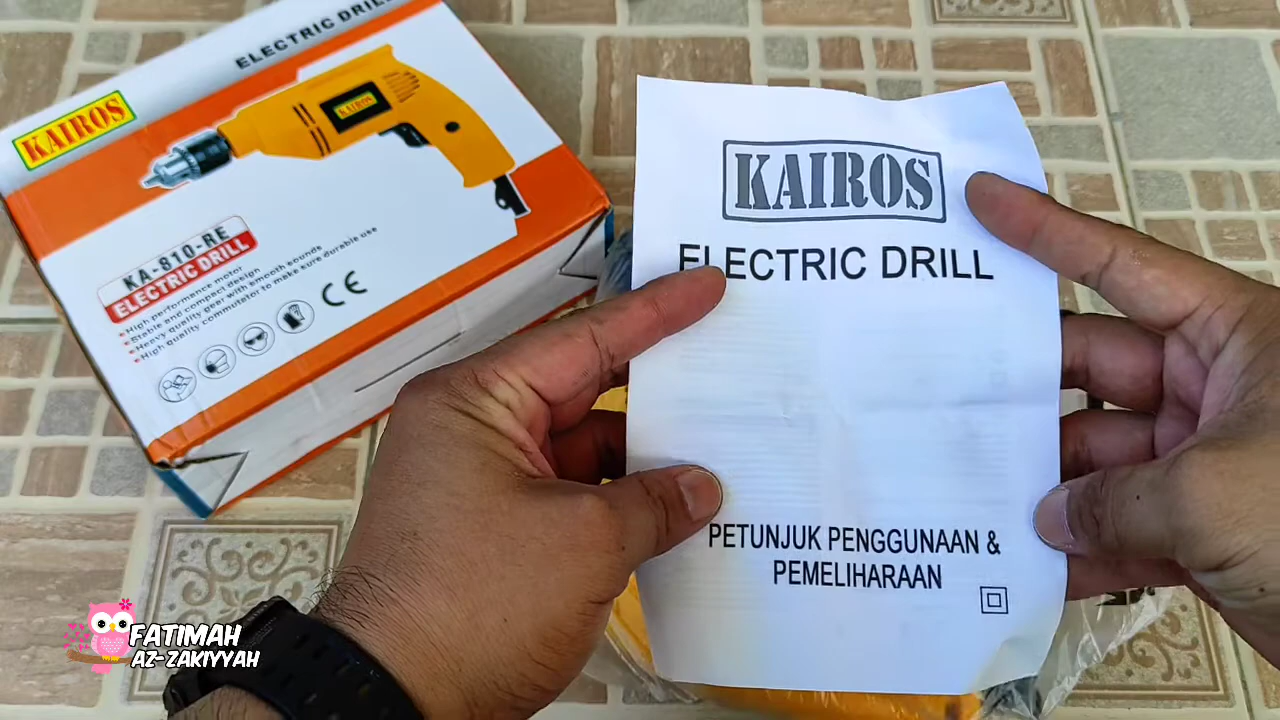 ELECTRIC DRILL
KAIROS
KAIROS
KA-810-RE
ELECTRIC DRILL
High performance motor
Stable and compact design
Heavy quality gear with smooth sounds
High quality commutator to make sure durable use
CE
KAIROS
ELECTRIC DRILL
PETUNJUK PENGGUNAAN &
PEMELIHARAAN
FATIMAH
AZ-ZAKIYYAH